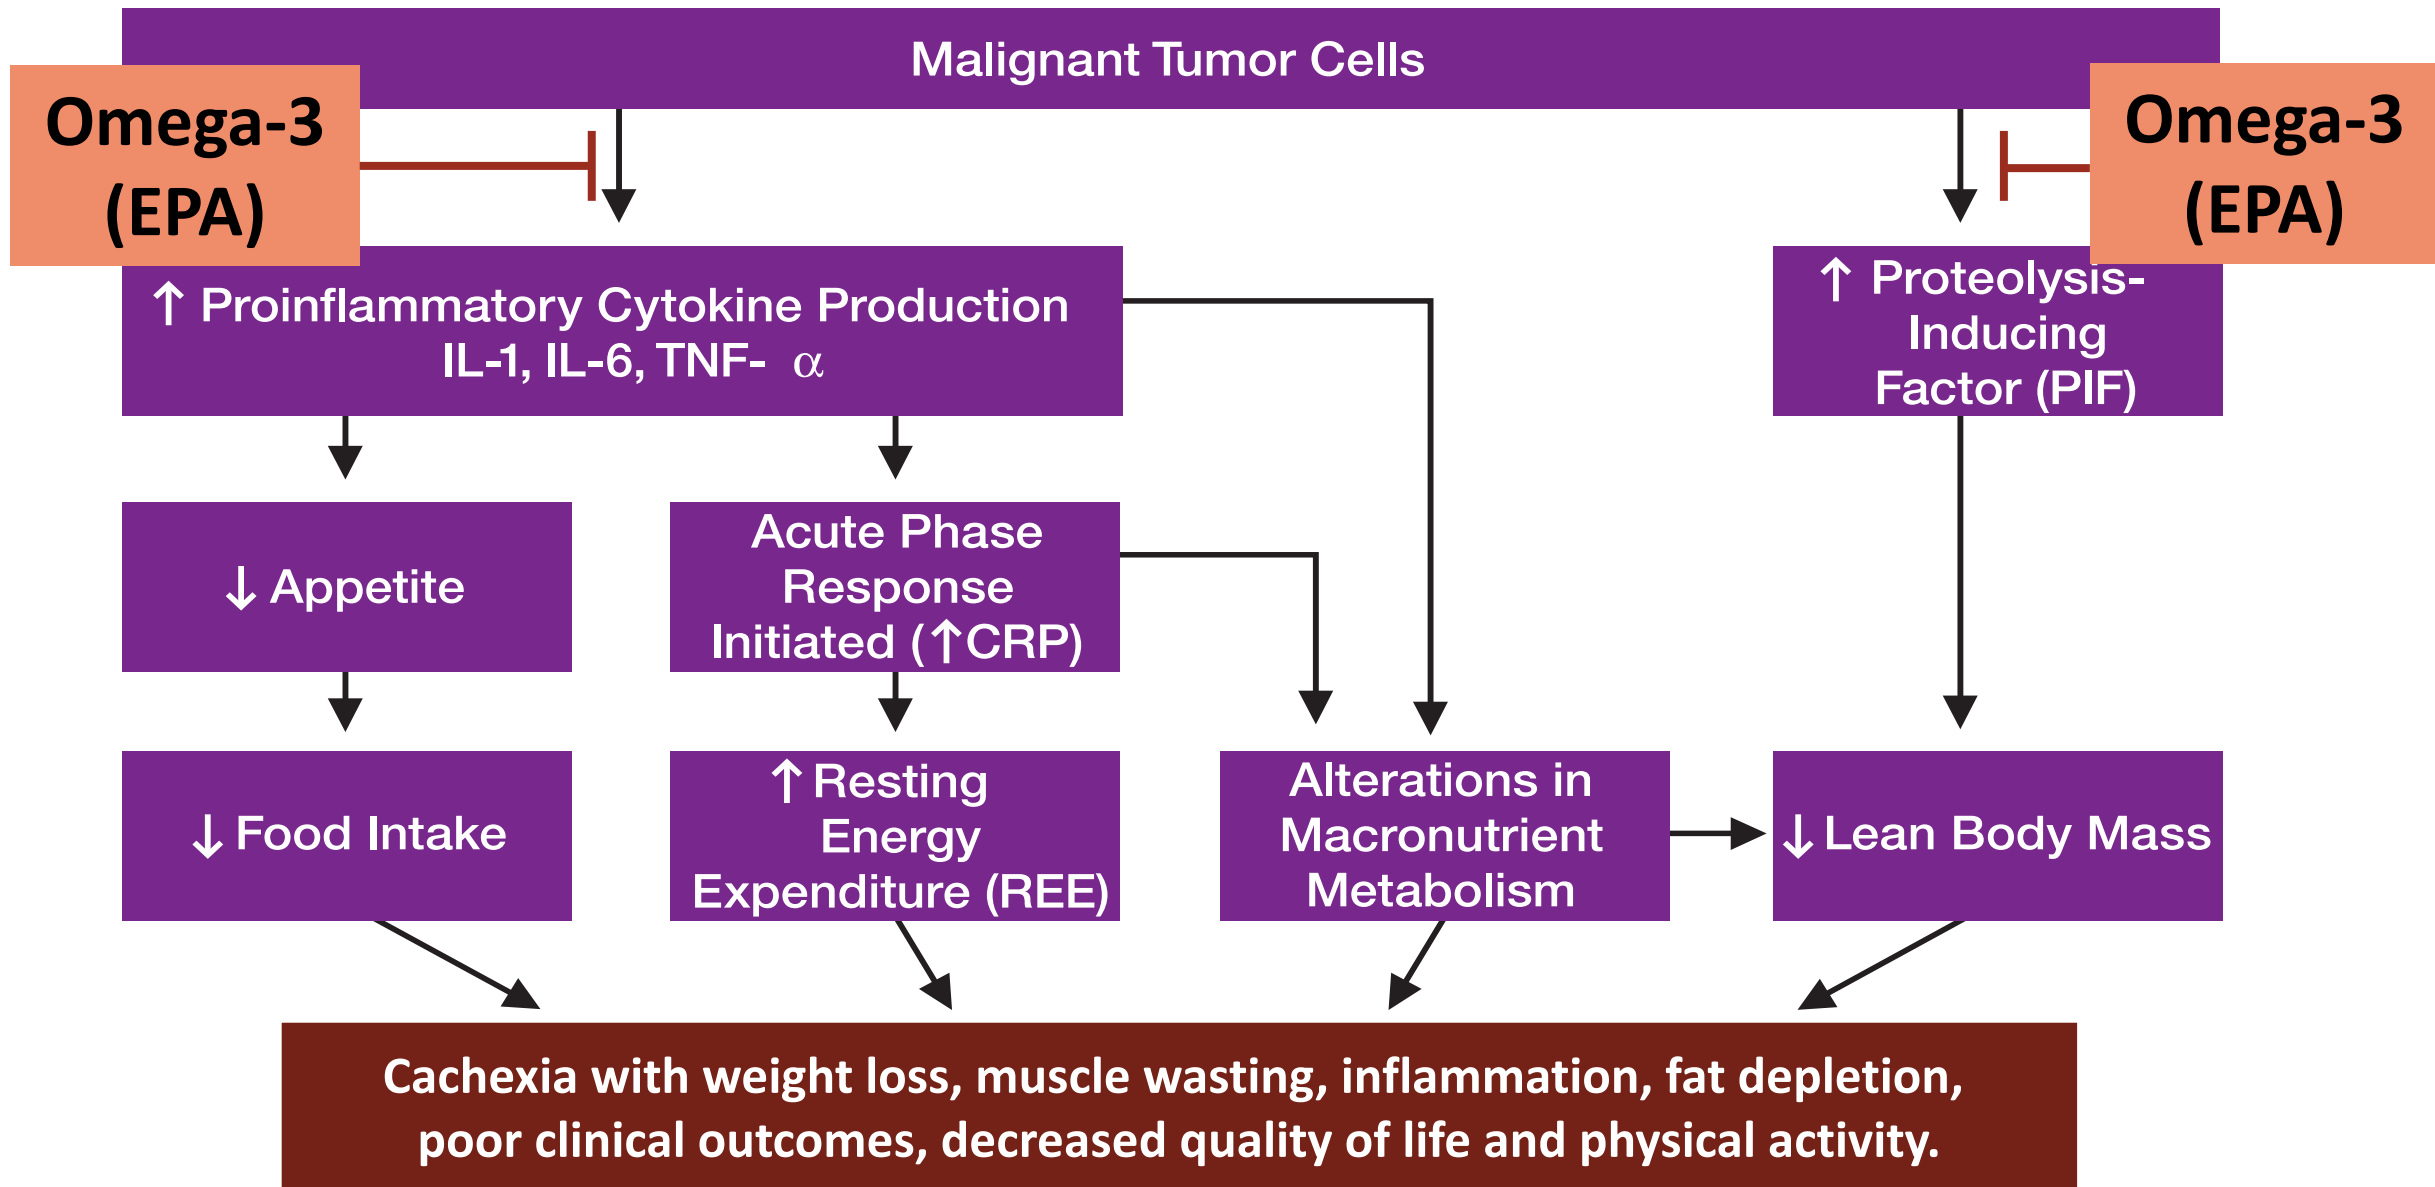 Malignant Tumor Cells
Omega-3
(EPA)
Omega-3
(EPA)
↑ Proinflammatory Cytokine Production
IL-1, IL-6, TNF- α
↑ Proteolysis-
Inducing
Factor (PIF)
↓ Appetite
Acute Phase
Response
Initiated (↑CRP)
↓ Food Intake
↑ Resting
Energy
Expenditure (REE)
Alterations in
Macronutrient
Metabolism
↓ Lean Body Mass
Cachexia with weight loss, muscle wasting, inflammation, fat depletion,
poor clinical outcomes, decreased quality of life and physical activity.